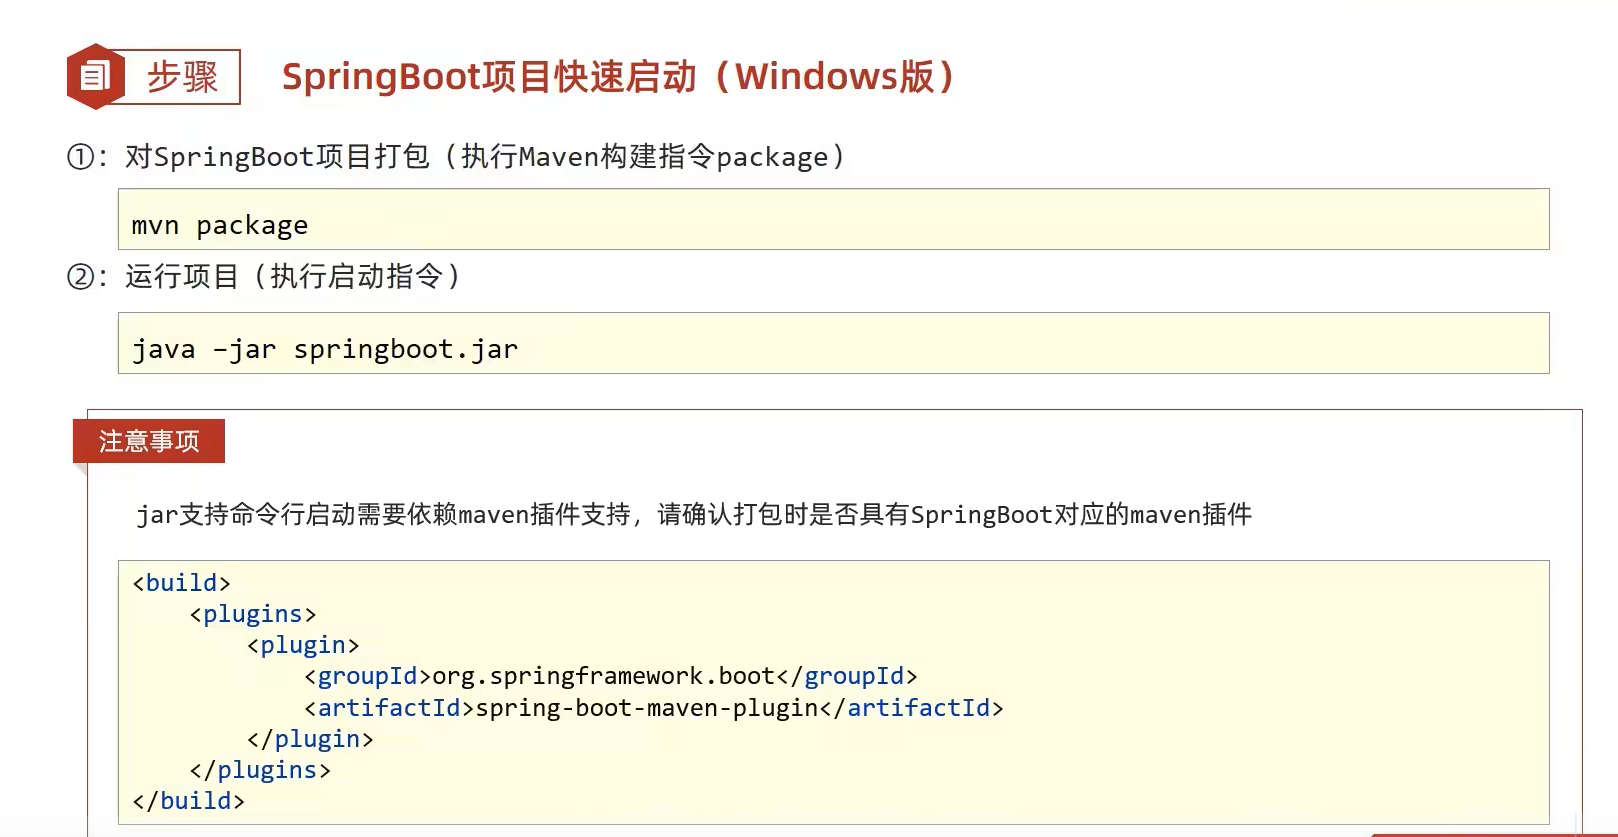 步骤
SpringBoot项目快速启动（Windows版）
①：对SpringBoot项目打包（执行Maven构建指令package）
mvn package
②：运行项目（执行启动指令）
java –jar springboot.jar
注意事项
jar支持命令行启动需要依赖maven插件支持，请确认打包时是否具有SpringBoot对应的maven插件
<build>
    <plugins>
        <plugin>
            <groupId>org.springframework.boot</groupId>
            <artifactId>spring-boot-maven-plugin</artifactId>
        </plugin>
    </plugins>
</build>